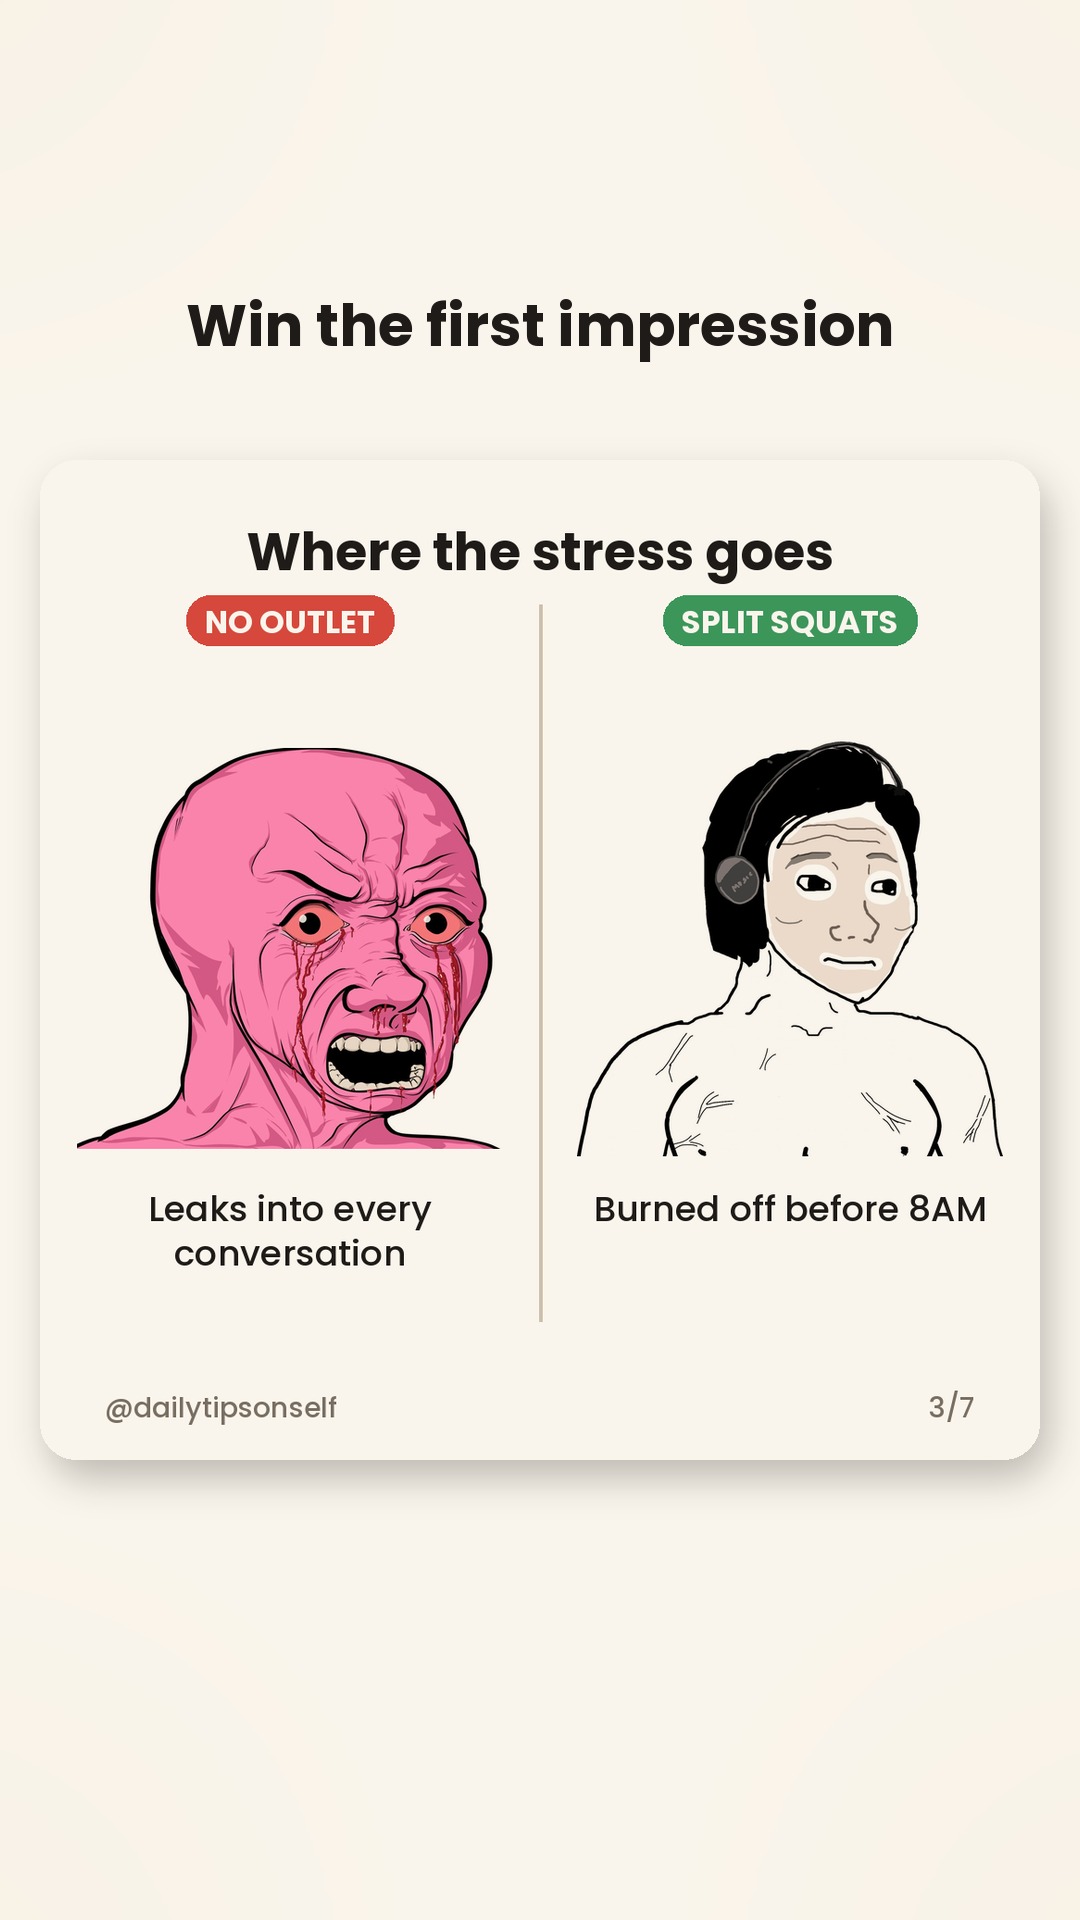 Win the first impression
Where the stress goes
NO OUTLET
SPLIT SQUATS
Leaks into every
conversation
Burned off before 8AM
@dailytipsonself
3/7